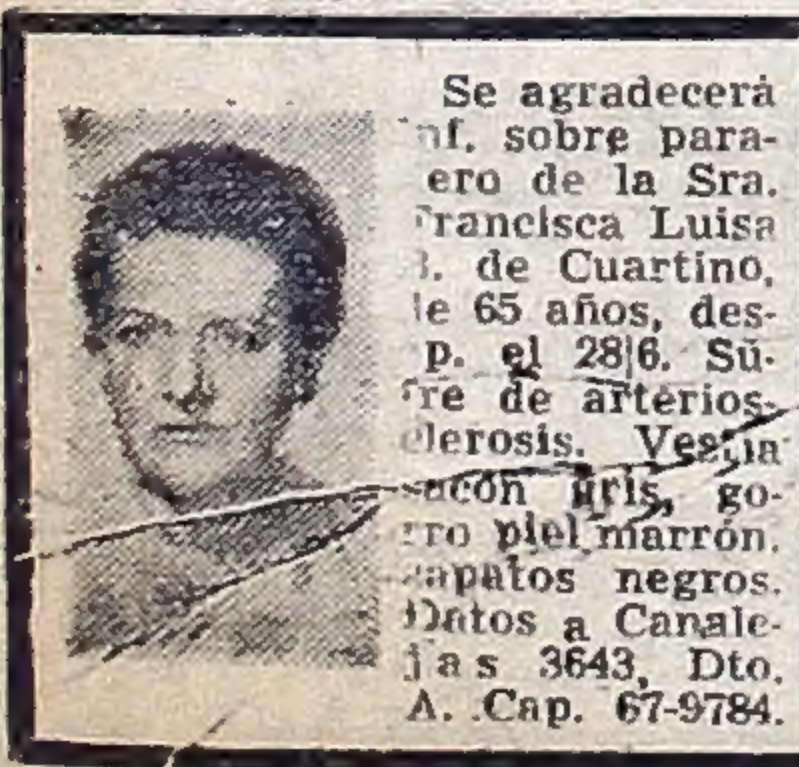 Se agradecerá
inf. sobre para-
ero de la Sra.
Francisca Luisa
B. de Cuartino,
de 65 años, des-
p. el 28|6. Sú-
fre de arterios-
clerosis. Vestía
sacón gris, go-
rro piel marrón,
zapatos negros.
Datos a Canale-
jas 3643, Dto.
A. Cap. 67-9784.